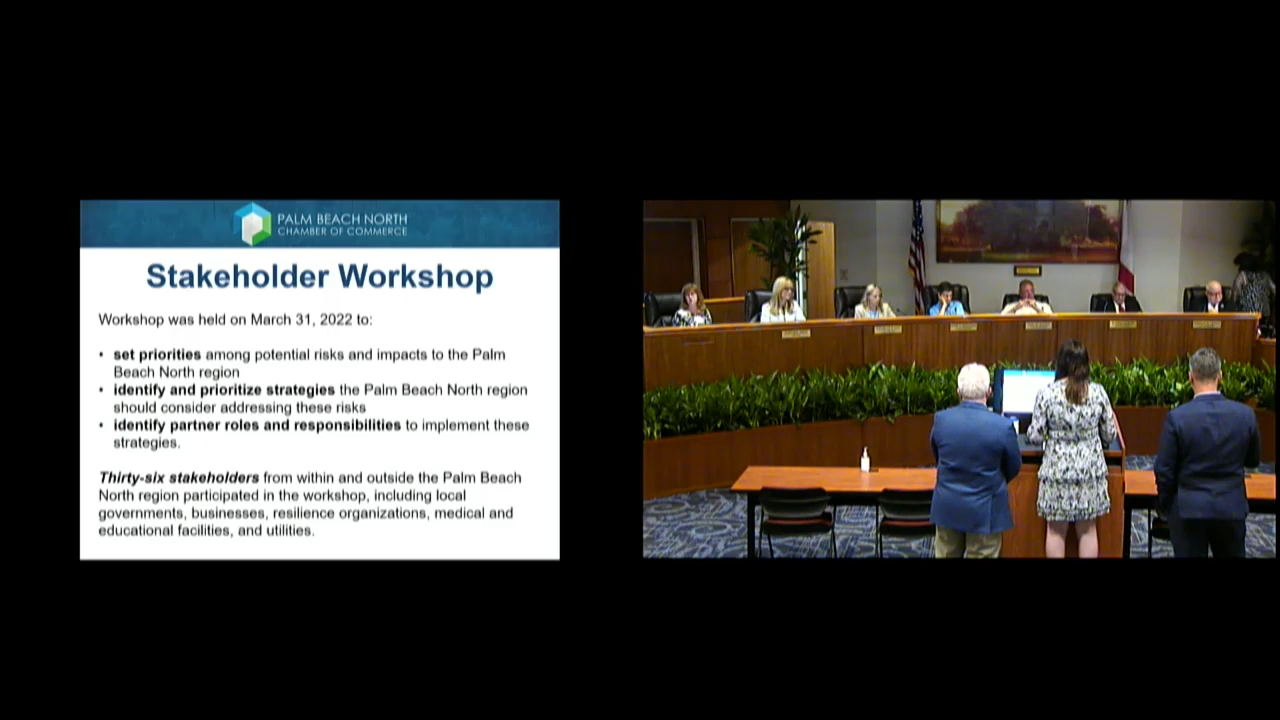 PALM BEACH NORTH
CHAMBER OF COMMERCE
Stakeholder Workshop
Workshop was held on March 31, 2022 to:
• set priorities among potential risks and impacts to the Palm
Beach North region
• identify and prioritize strategies the Palm Beach North region
should consider addressing these risks
• identify partner roles and responsibilities to implement these
strategies.
Thirty-six stakeholders from within and outside the Palm Beach
North region participated in the workshop, including local
governments, businesses, resilience organizations, medical and
educational facilities, and utilities.